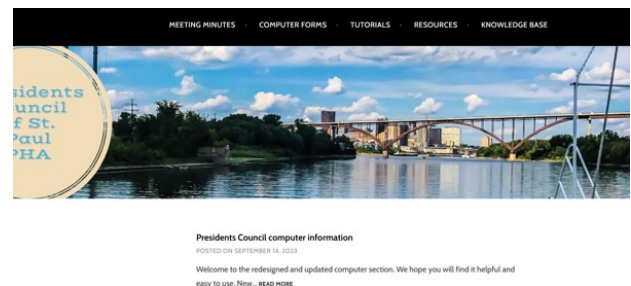 MEETING MINUTES - COMPUTER FORMS - TUTORIALS - RESOURCES - KNOWLEDGE BASE
sidents
uncil
f St.
Paul
PHA
Presidents Council computer information
POSTED ON SEPTEMBER 14, 2023
Welcome to the redesigned and updated computer section. We hope you will find it helpful and
easy to use. New... READ MORE